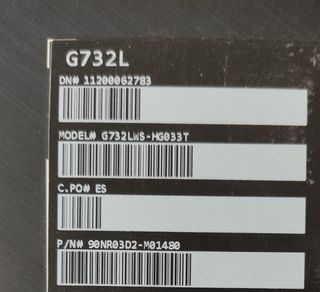 G732L
DN# 11200062783
MODEL# G732LWS-HG033T
C.PO# ES
P/N# 90NR03D2-M01480